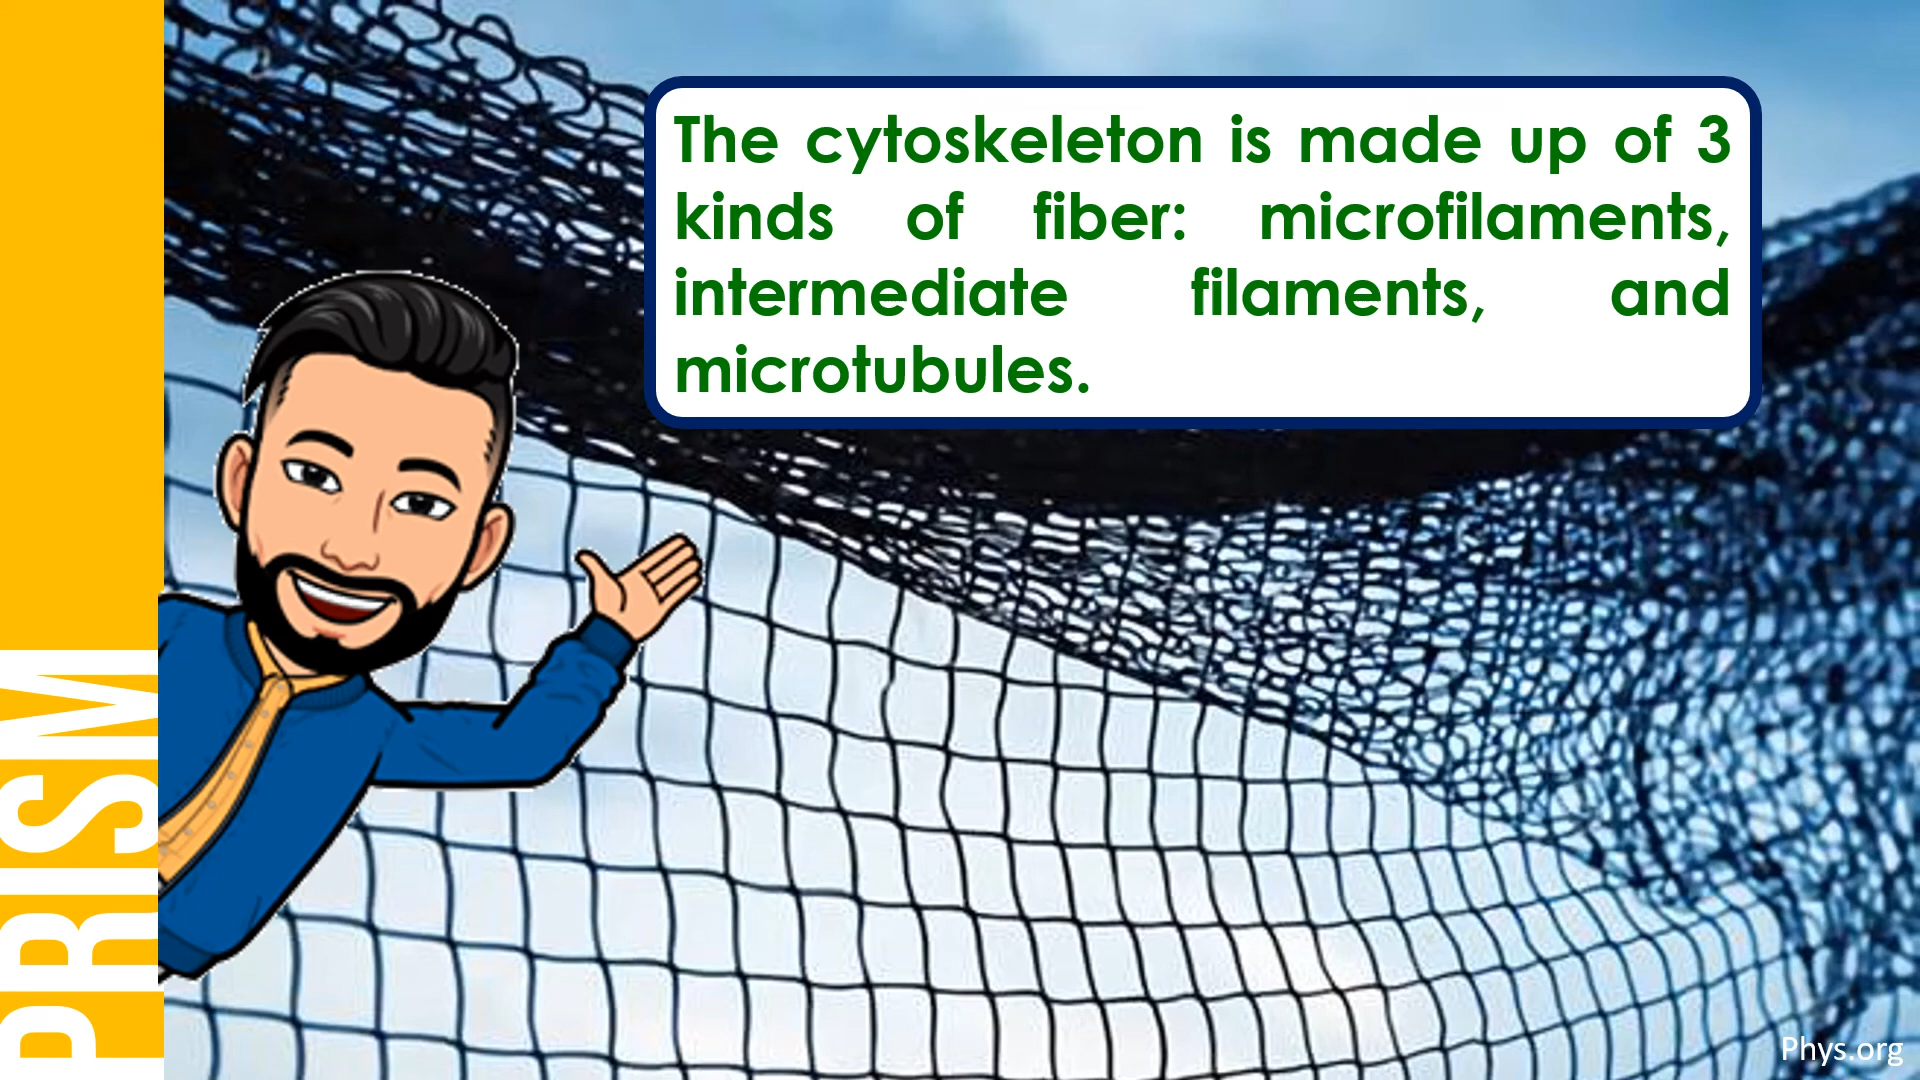 The cytoskeleton is made up of 3
kinds of fiber: microfilaments,
intermediate filaments, and
microtubules.
PRISM
Phys.org